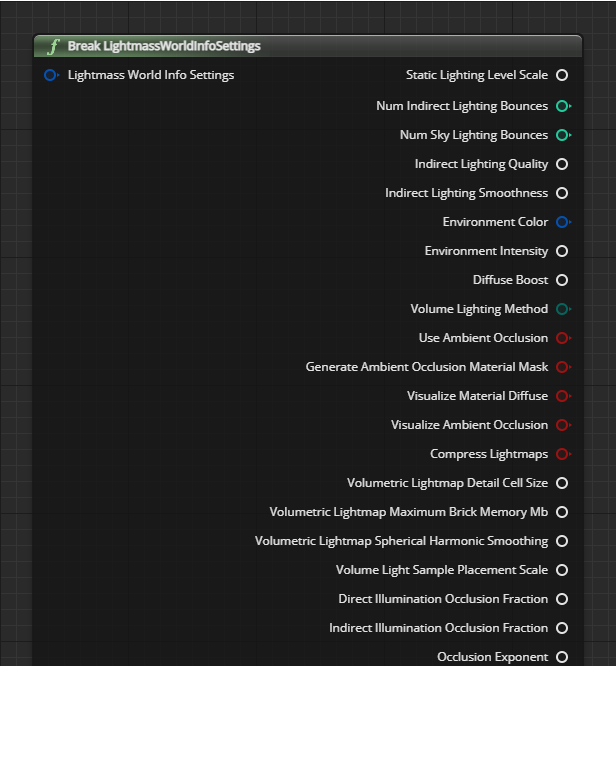 f Break LightmassWorldInfoSettings
Lightmass World Info Settings Static Lighting Level Scale
Num Indirect Lighting Bounces
Num Sky Lighting Bounces
Indirect Lighting Quality
Indirect Lighting Smoothness
Environment Color
Environment Intensity
Diffuse Boost
Volume Lighting Method
Use Ambient Occlusion
Generate Ambient Occlusion Material Mask
Visualize Material Diffuse
Visualize Ambient Occlusion
Compress Lightmaps
Volumetric Lightmap Detail Cell Size
Volumetric Lightmap Maximum Brick Memory Mb
Volumetric Lightmap Spherical Harmonic Smoothing
Volume Light Sample Placement Scale
Direct Illumination Occlusion Fraction
Indirect Illumination Occlusion Fraction
Occlusion Exponent